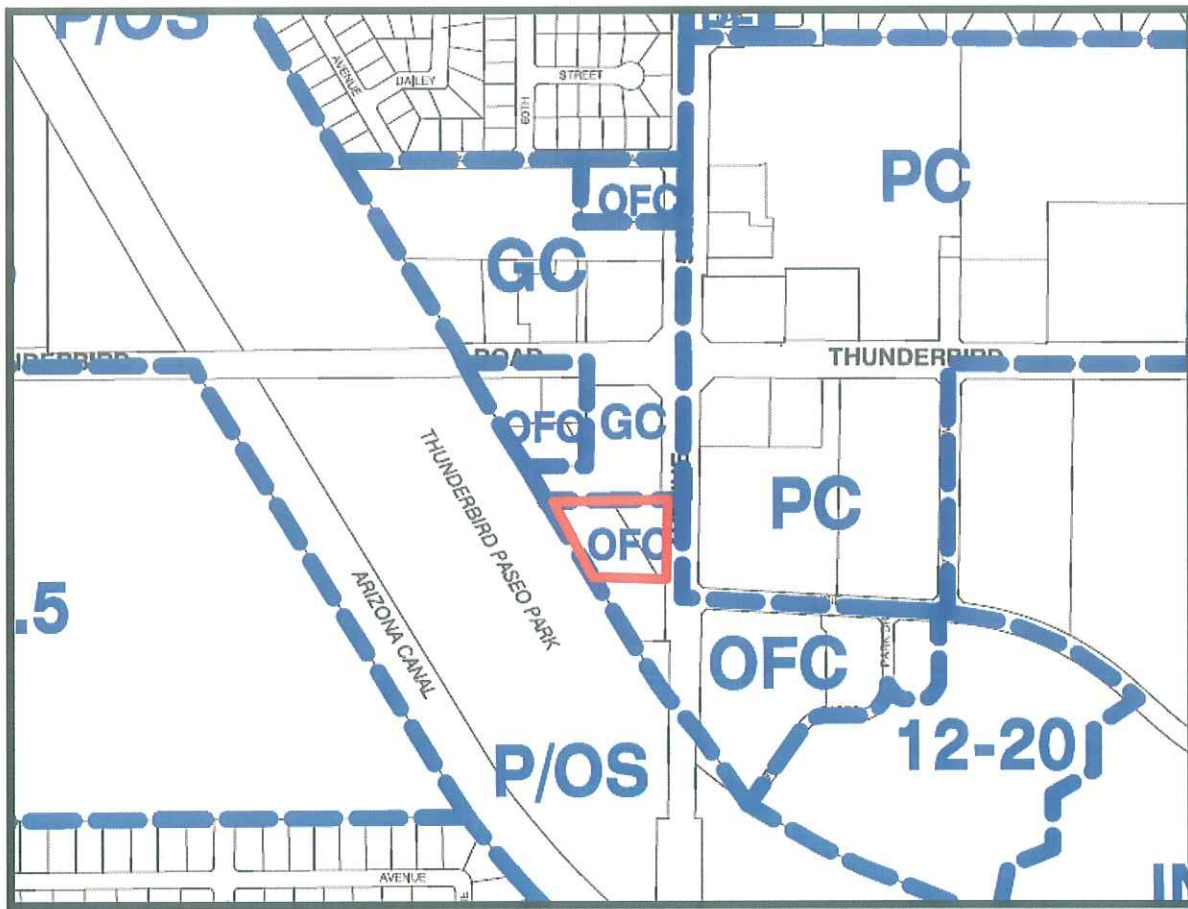 P/OS
AVENUE
DAILEY
60TH
STREET
PC
OFC
GC
THUNDERBIRD
ROAD
OFC
GC
THUNDERBIRD PASEO PARK
PC
OFC
.5
ARIZONA CANAL
OFC
12-20
P/OS
AVENUE
IN